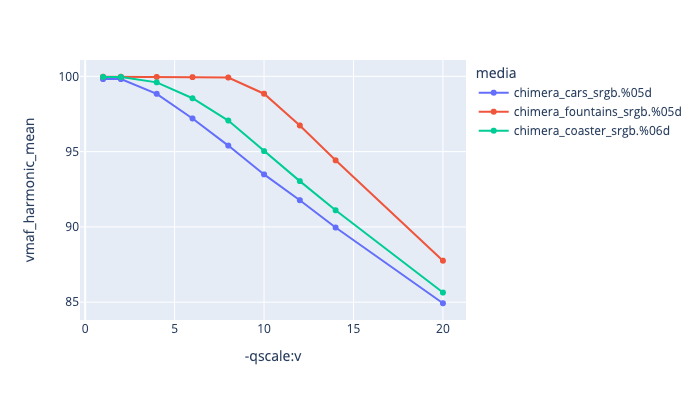 media
chimera_cars_srgb.%05d
chimera_fountains_srgb.%05d
chimera_coaster_srgb.%06d
vmaf_harmonic_mean
100
95
90
85
0 5 10 15 20
-qscale:v